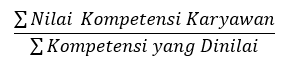 ∑ Nilai Kompetensi Karyawan
∑ Kompetensi yang Dinilai